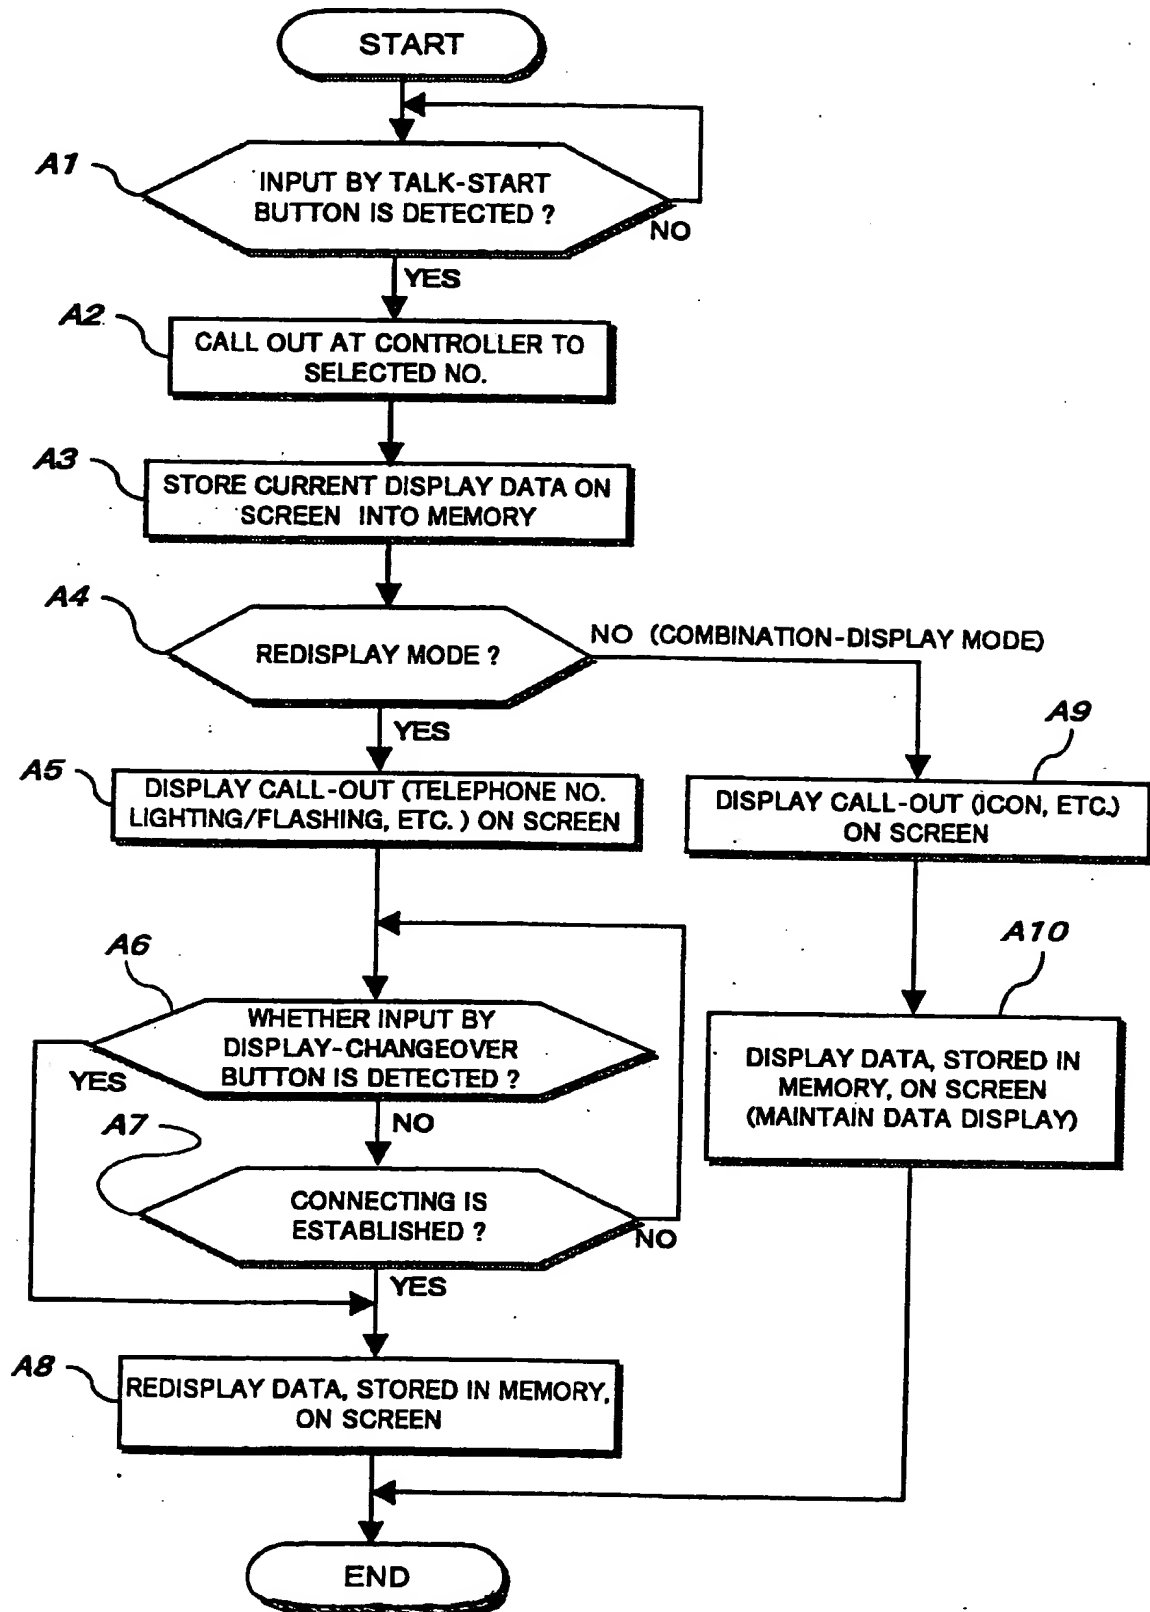 START
A1
INPUT BY TALK-START
BUTTON IS DETECTED ?
NO
YES
A2
CALL OUT AT CONTROLLER TO
SELECTED NO.
A3
STORE CURRENT DISPLAY DATA ON
SCREEN INTO MEMORY
A4
REDISPLAY MODE ?
NO (COMBINATION-DISPLAY MODE)
YES
A5
DISPLAY CALL-OUT (TELEPHONE NO.
LIGHTING/FLASHING, ETC. ) ON SCREEN
A9
DISPLAY CALL-OUT (ICON, ETC.)
ON SCREEN
A6
WHETHER INPUT BY
DISPLAY-CHANGEOVER
BUTTON IS DETECTED ?
YES
NO
A10
DISPLAY DATA, STORED IN
MEMORY, ON SCREEN
(MAINTAIN DATA DISPLAY)
A7
CONNECTING IS
ESTABLISHED ?
NO
YES
A8
REDISPLAY DATA, STORED IN MEMORY,
ON SCREEN
END